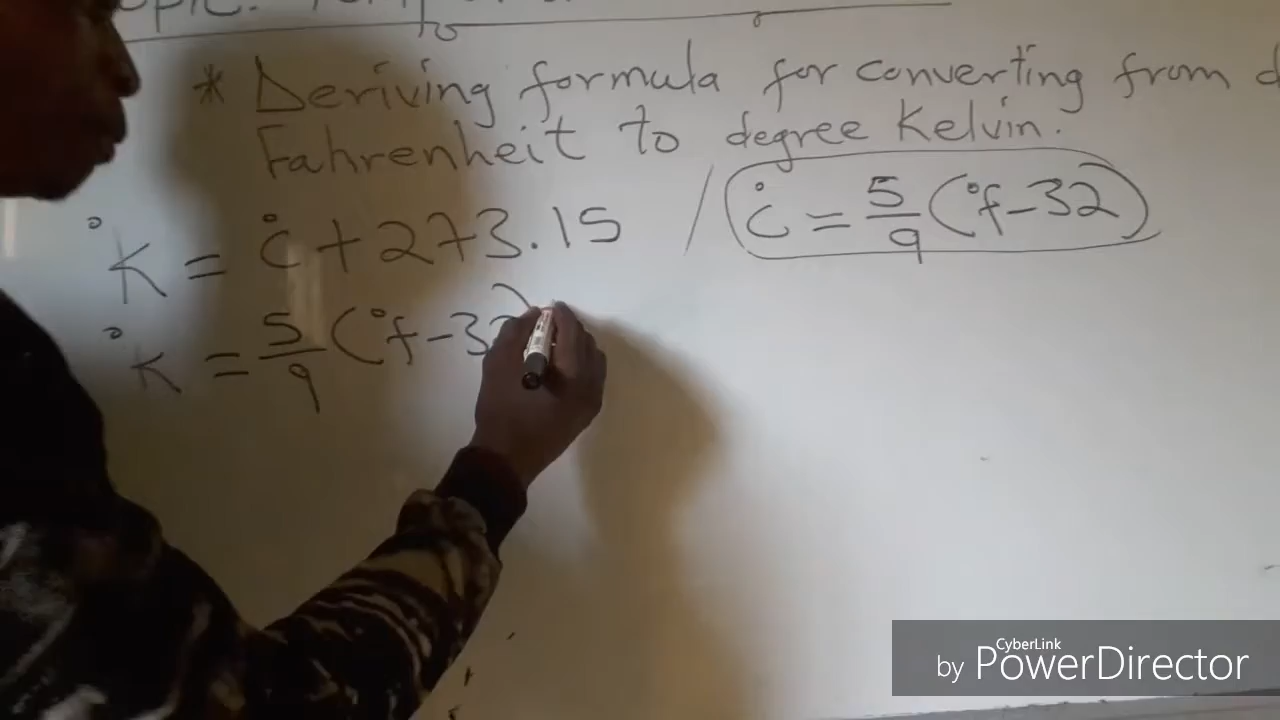 * Deriving formula for converting from
Fahrenheit to degree Kelvin.
°K = °C + 273.15 / °C = 5/9 (°f - 32)
°K = 5/9 (°f - 32)
CyberLink
by PowerDirector